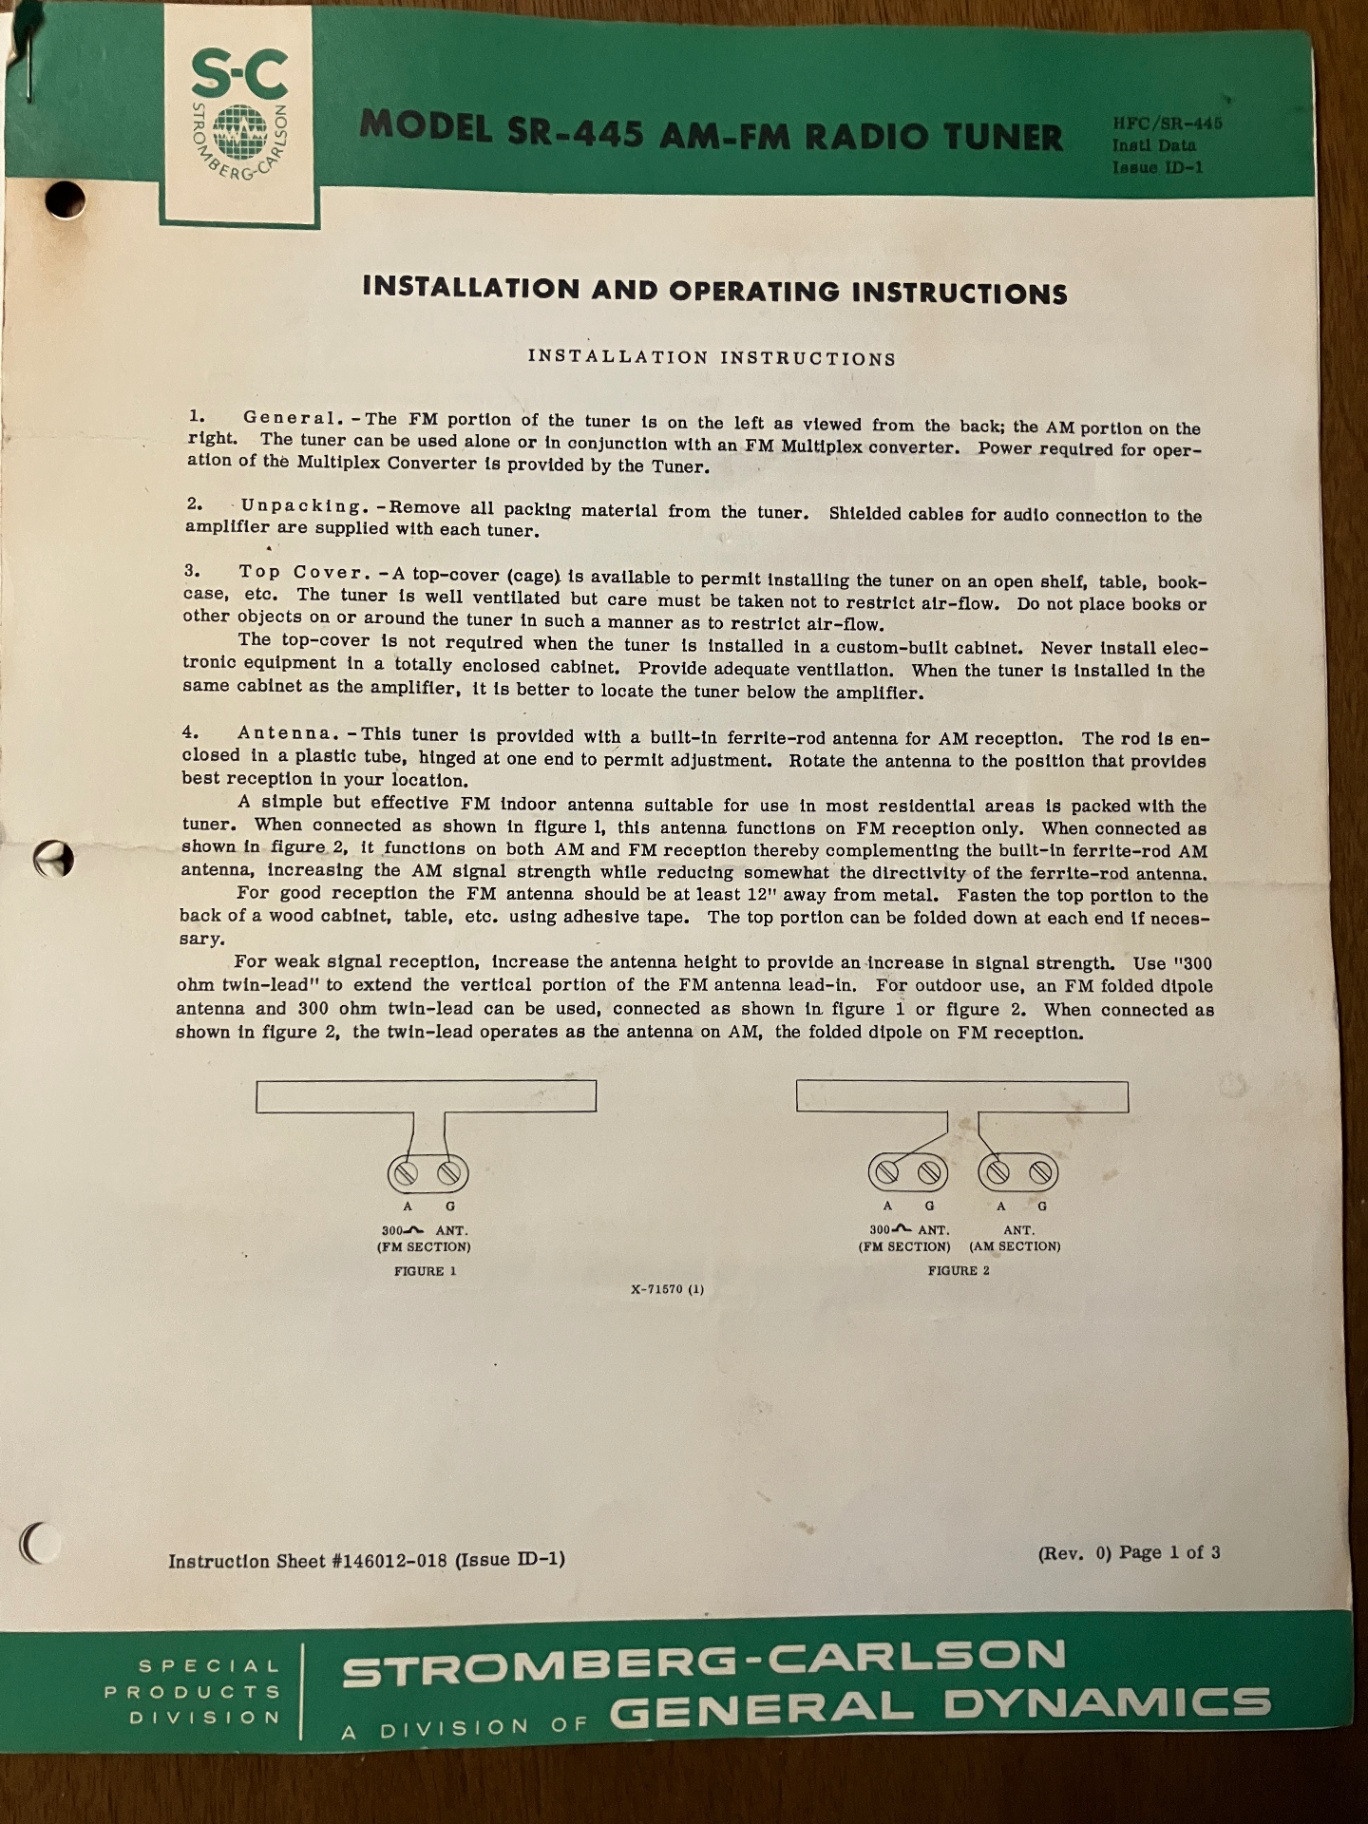 S-C
STROMBERG-CARLSON
MODEL SR-445 AM-FM RADIO TUNER
HFC/SR-445
Instl Data
Issue ID-1
INSTALLATION AND OPERATING INSTRUCTIONS
INSTALLATION INSTRUCTIONS
1. General. -The FM portion of the tuner is on the left as viewed from the back; the AM portion on the
right. The tuner can be used alone or in conjunction with an FM Multiplex converter. Power required for oper-
ation of the Multiplex Converter is provided by the Tuner.
2. Unpacking. -Remove all packing material from the tuner. Shielded cables for audio connection to the
amplifier are supplied with each tuner.
3. Top Cover. -A top-cover (cage) is available to permit installing the tuner on an open shelf, table, book-
case, etc. The tuner is well ventilated but care must be taken not to restrict air-flow. Do not place books or
other objects on or around the tuner in such a manner as to restrict air-flow.
The top-cover is not required when the tuner is installed in a custom-built cabinet. Never install elec-
tronic equipment in a totally enclosed cabinet. Provide adequate ventilation. When the tuner is installed in the
same cabinet as the amplifier, it is better to locate the tuner below the amplifier.
4. Antenna. -This tuner is provided with a built-in ferrite-rod antenna for AM reception. The rod is en-
closed in a plastic tube, hinged at one end to permit adjustment. Rotate the antenna to the position that provides
best reception in your location.
A simple but effective FM indoor antenna suitable for use in most residential areas is packed with the
tuner. When connected as shown in figure 1, this antenna functions on FM reception only. When connected as
shown in figure 2, it functions on both AM and FM reception thereby complementing the built-in ferrite-rod AM
antenna, increasing the AM signal strength while reducing somewhat the directivity of the ferrite-rod antenna.
For good reception the FM antenna should be at least 12" away from metal. Fasten the top portion to the
back of a wood cabinet, table, etc. using adhesive tape. The top portion can be folded down at each end if neces-
sary.
For weak signal reception, increase the antenna height to provide an increase in signal strength. Use "300
ohm twin-lead" to extend the vertical portion of the FM antenna lead-in. For outdoor use, an FM folded dipole
antenna and 300 ohm twin-lead can be used, connected as shown in figure 1 or figure 2. When connected as
shown in figure 2, the twin-lead operates as the antenna on AM, the folded dipole on FM reception.
A G
300 ANT.
(FM SECTION)
FIGURE 1
A G A G
300 ANT. ANT.
(FM SECTION) (AM SECTION)
FIGURE 2
X-71570 (1)
Instruction Sheet #146012-018 (Issue ID-1)
(Rev. 0) Page 1 of 3
SPECIAL
PRODUCTS
DIVISION
STROMBERG-CARLSON
A DIVISION OF GENERAL DYNAMICS